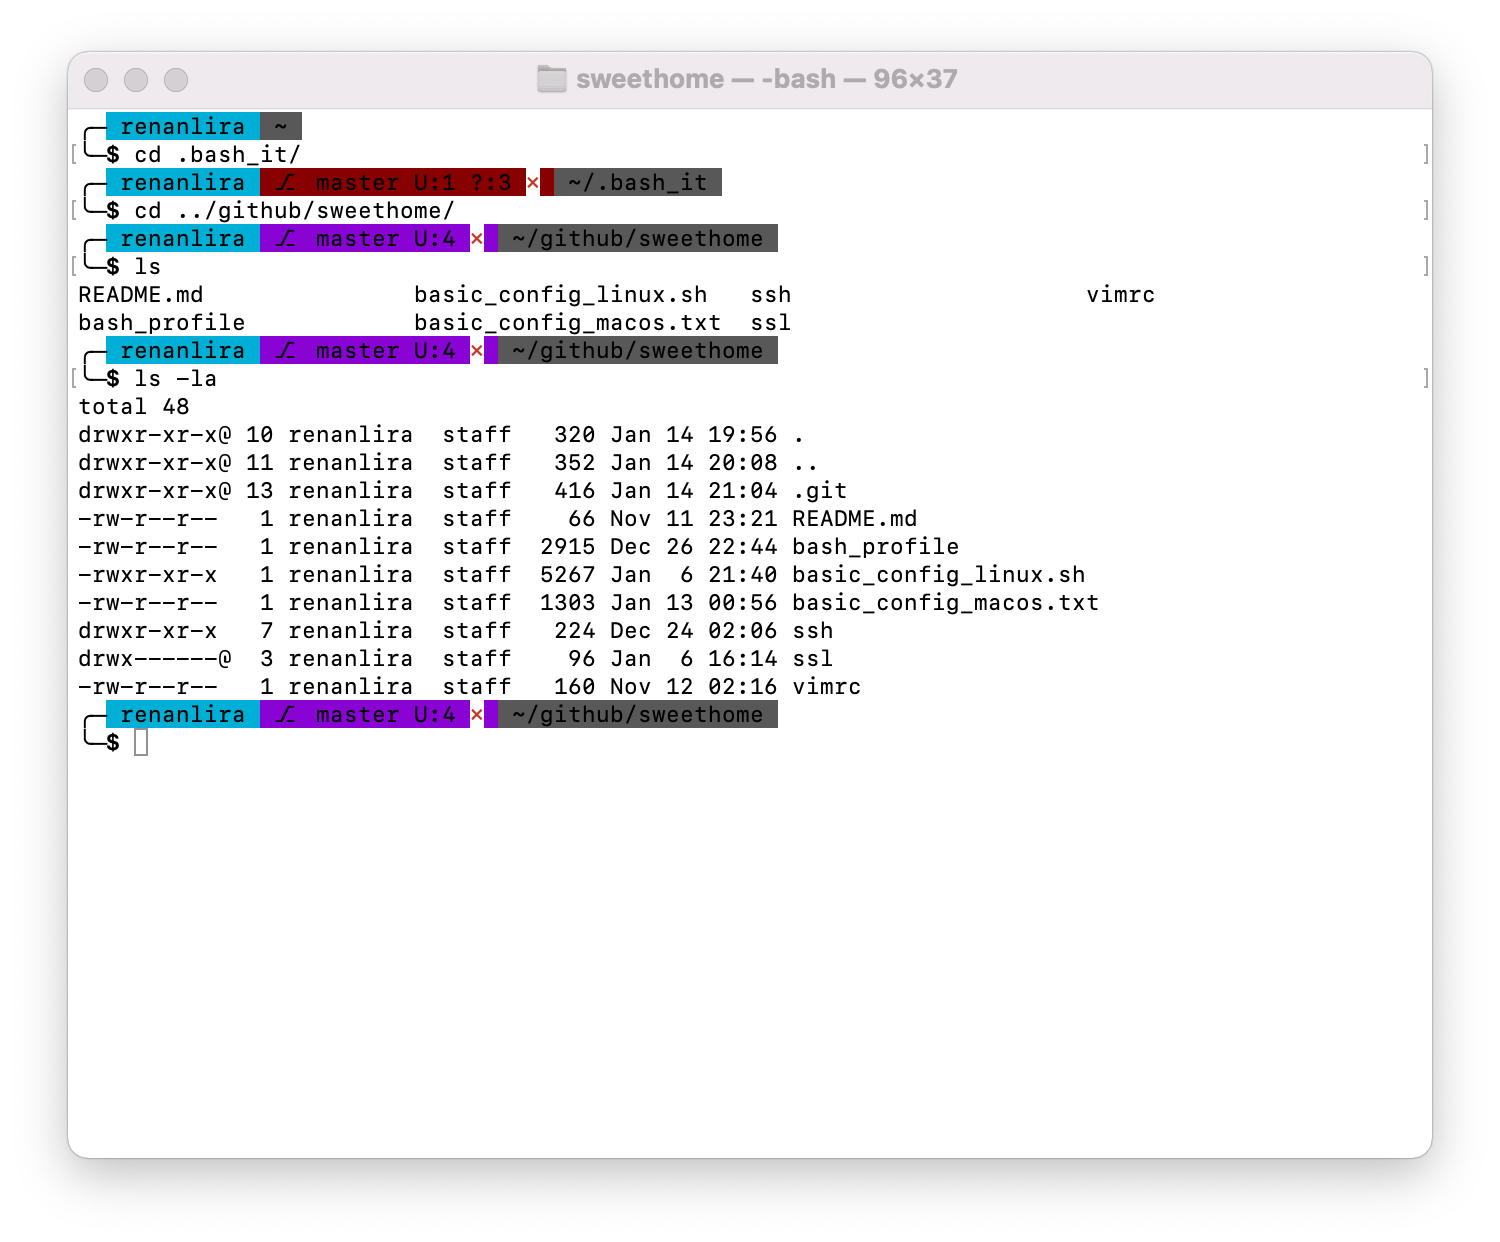 sweethome — -bash — 96×37
╭─ renanlira  ~
╰─$ cd .bash_it/
╭─ renanlira  ⎇  master U:1 ?:3 ×  ~/.bash_it
╰─$ cd ../github/sweethome/
╭─ renanlira  ⎇  master U:4 ×  ~/github/sweethome
╰─$ ls
README.md               basic_config_linux.sh   ssh                     vimrc
bash_profile            basic_config_macos.txt  ssl
╭─ renanlira  ⎇  master U:4 ×  ~/github/sweethome
╰─$ ls -la
total 48
drwxr-xr-x@ 10 renanlira  staff   320 Jan 14 19:56 .
drwxr-xr-x@ 11 renanlira  staff   352 Jan 14 20:08 ..
drwxr-xr-x@ 13 renanlira  staff   416 Jan 14 21:04 .git
-rw-r--r--   1 renanlira  staff    66 Nov 11 23:21 README.md
-rw-r--r--   1 renanlira  staff  2915 Dec 26 22:44 bash_profile
-rwxr-xr-x   1 renanlira  staff  5267 Jan  6 21:40 basic_config_linux.sh
-rw-r--r--   1 renanlira  staff  1303 Jan 13 00:56 basic_config_macos.txt
drwxr-xr-x   7 renanlira  staff   224 Dec 24 02:06 ssh
drwx------@  3 renanlira  staff    96 Jan  6 16:14 ssl
-rw-r--r--   1 renanlira  staff   160 Nov 12 02:16 vimrc
╭─ renanlira  ⎇  master U:4 ×  ~/github/sweethome
╰─$